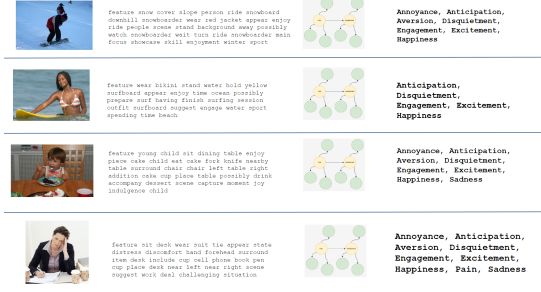 feature snow cover slope person ride snowboard
downhill snowboarder wear red jacket appear enjoy
ride people scene stand background away possibly
watch snowboarder wait turn ride snowboarder main
focus showcase skill enjoyment winter sport
Annoyance, Anticipation,
Aversion, Disquietment,
Engagement, Excitement,
Happiness
feature wear bikini stand water hold yellow
surfboard appear enjoy time ocean possibly
prepare surf having finish surfing session
outfit surfboard suggest engage water sport
spending time beach
Anticipation,
Disquietment,
Engagement, Excitement,
Happiness
feature young child sit dining table enjoy
piece cake child eat cake fork knife nearby
table surround chair chair left table right
addition cake cup place table possibly drink
accompany dessert scene capture moment joy
indulgence child
Annoyance, Anticipation,
Aversion, Disquietment,
Engagement, Excitement,
Happiness, Sadness
feature sit desk wear suit tie appear state
distress discomfort hand forehead surround
item desk include cup cell phone book pen
cup place desk near left near right scene
suggest work deal challenging situation
Annoyance, Anticipation,
Aversion, Disquietment,
Engagement, Excitement,
Happiness, Pain, Sadness